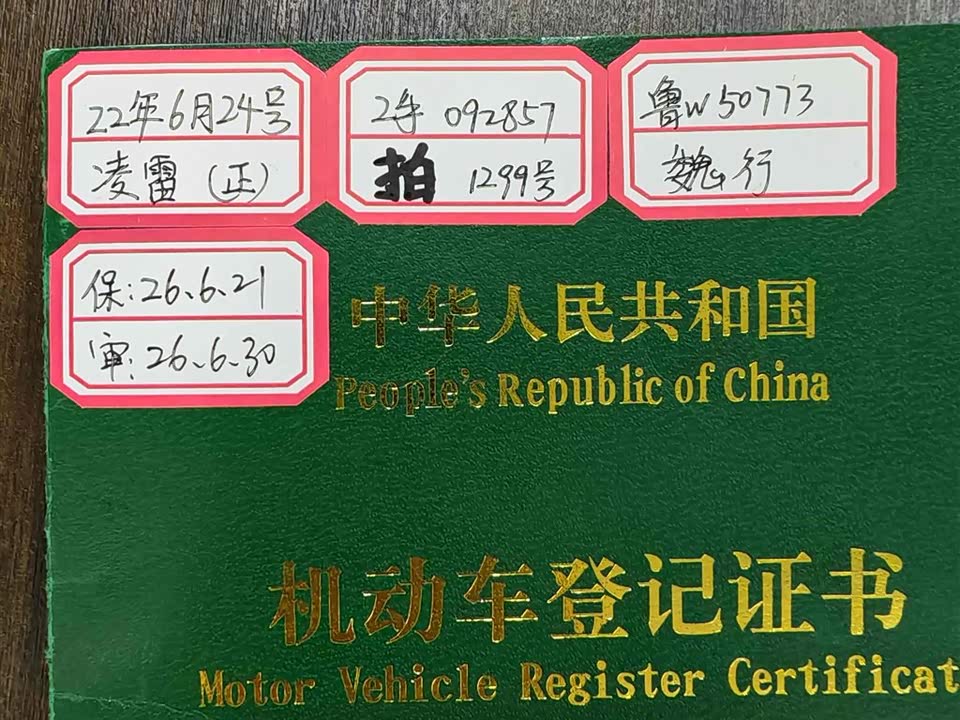 22年6月24号
凌雷(正)
2手 092857
拍 1299号
鲁W50773
魏行
保:26.6.21
审:26.6.30
中华人民共和国
People's Republic of China
机动车登记证书
Motor Vehicle Register Certificat